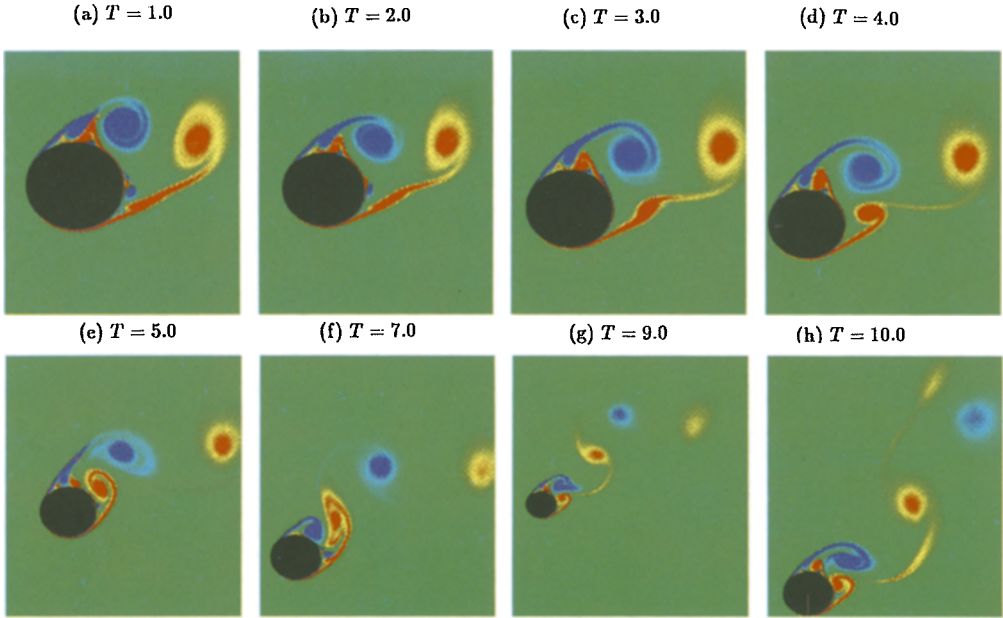 (a) T = 1.0
(b) T = 2.0
(c) T = 3.0
(d) T = 4.0
(e) T = 5.0
(f) T = 7.0
(g) T = 9.0
(h) T = 10.0